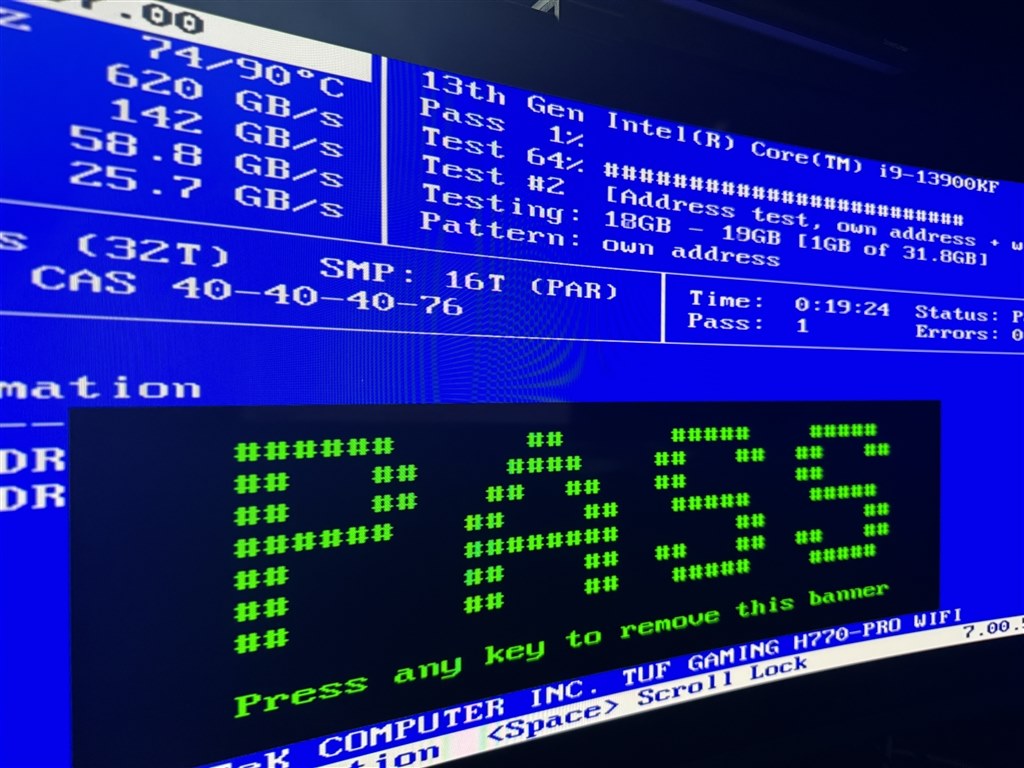 .00
74/90°C
620 GB/s
142 GB/s
58.8 GB/s
25.7 GB/s
13th Gen Intel(R) Core(TM) i9-13900KF
Pass 1%
Test 64% #####################
Test #2 [Address test, own address +
Testing: 18GB - 19GB [1GB of 31.8GB]
Pattern: own address
(32T) SMP: 16T (PAR)
CAS 40-40-40-76
Time: 0:19:24 Status: P
Pass: 1 Errors: 0
mation
DR
DR
PASS
Press any key to remove this banner
COMPUTER INC. TUF GAMING H770-PRO WIFI
tion <Space> Scroll Lock 7.00.